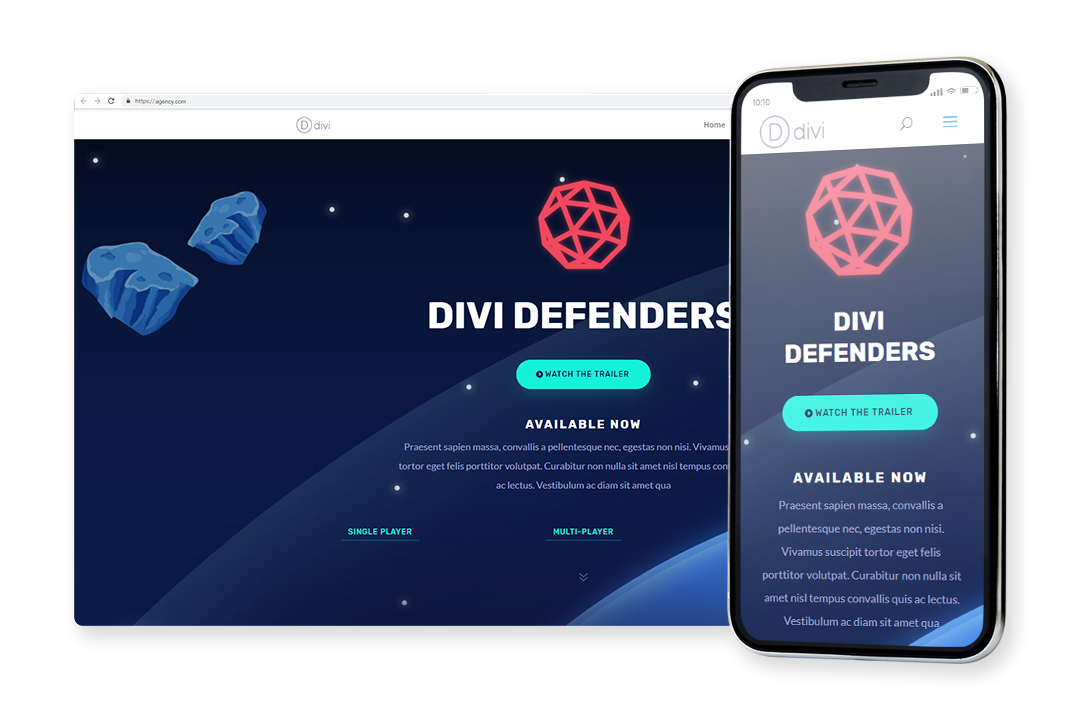 https://agency.com
D divi
Home
DIVI DEFENDERS
WATCH THE TRAILER
AVAILABLE NOW
Praesent sapien massa, convallis a pellentesque nec, egestas non nisi. Vivamus
tortor eget felis porttitor volutpat. Curabitur non nulla sit amet nisl tempus con
ac lectus. Vestibulum ac diam sit amet qua
SINGLE PLAYER
MULTI-PLAYER
10:10
D divi
DIVI
DEFENDERS
WATCH THE TRAILER
AVAILABLE NOW
Praesent sapien massa, convallis a
pellentesque nec, egestas non nisi.
Vivamus suscipit tortor eget felis
porttitor volutpat. Curabitur non nulla sit
amet nisl tempus convallis quis ac lectus.
Vestibulum ac diam sit amet qua